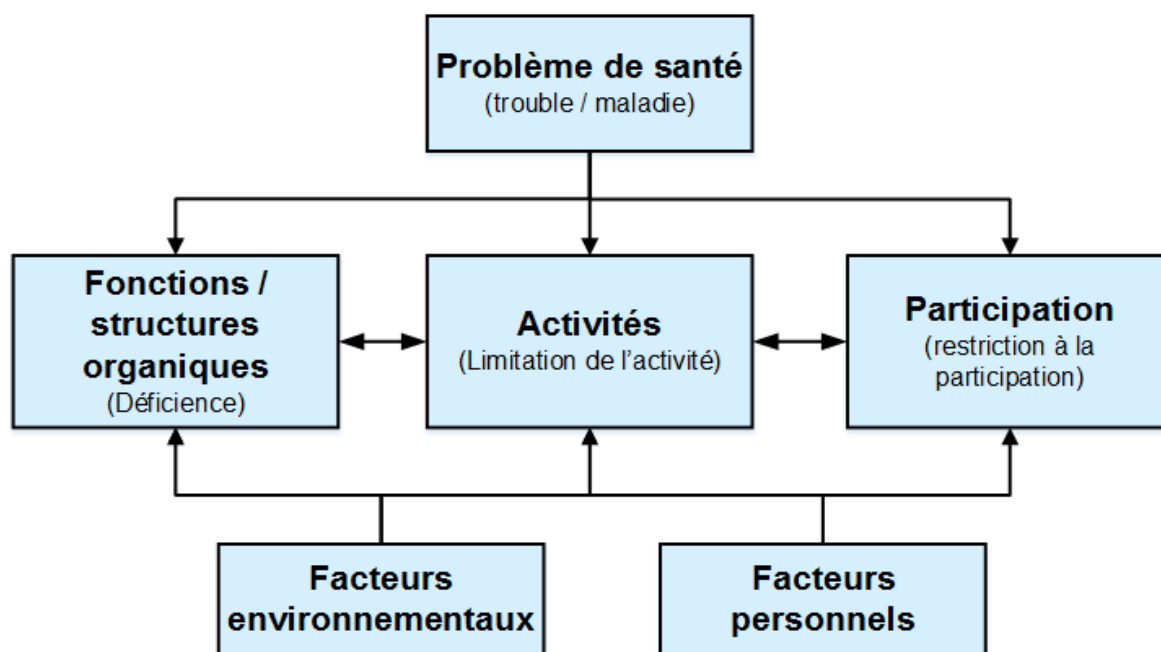 Problème de santé
(trouble / maladie)
Fonctions /
structures
organiques
(Déficience)
Activités
(Limitation de l'activité)
Participation
(restriction à la
participation)
Facteurs
environnementaux
Facteurs
personnels